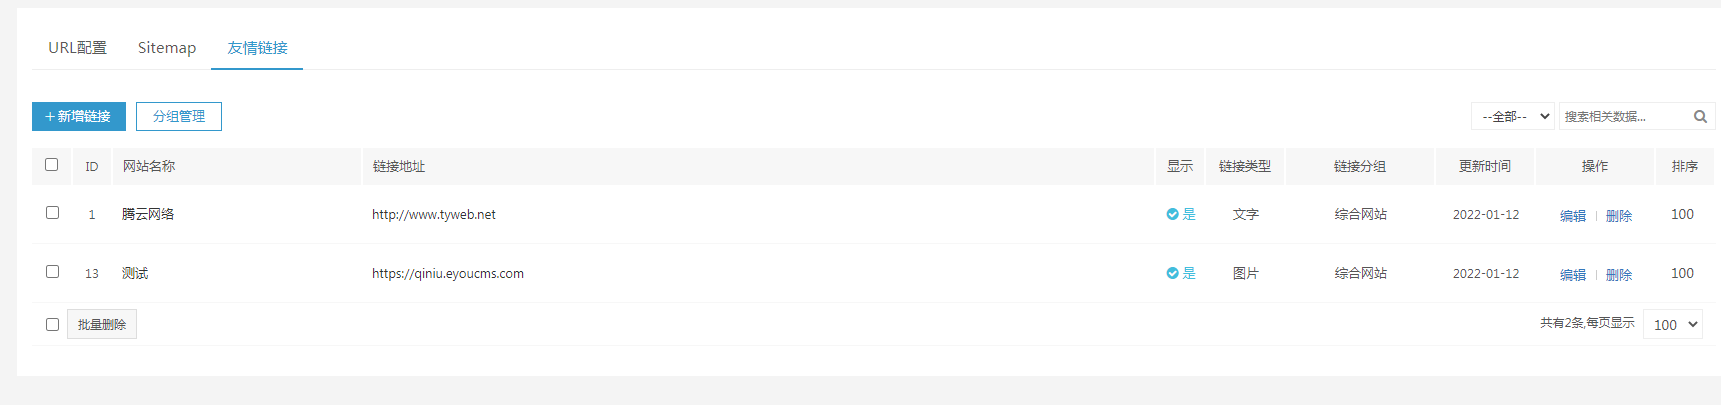 URL配置 Sitemap 友情链接
+ 新增链接 分组管理 --全部-- 搜索相关数据...
ID 网站名称 链接地址 显示 链接类型 链接分组 更新时间 操作 排序
1 腾云网络 http://www.tyweb.net 是 文字 综合网站 2022-01-12 编辑 | 删除 100
13 测试 https://qiniu.eyoucms.com 是 图片 综合网站 2022-01-12 编辑 | 删除 100
批量删除 共有2条,每页显示 100